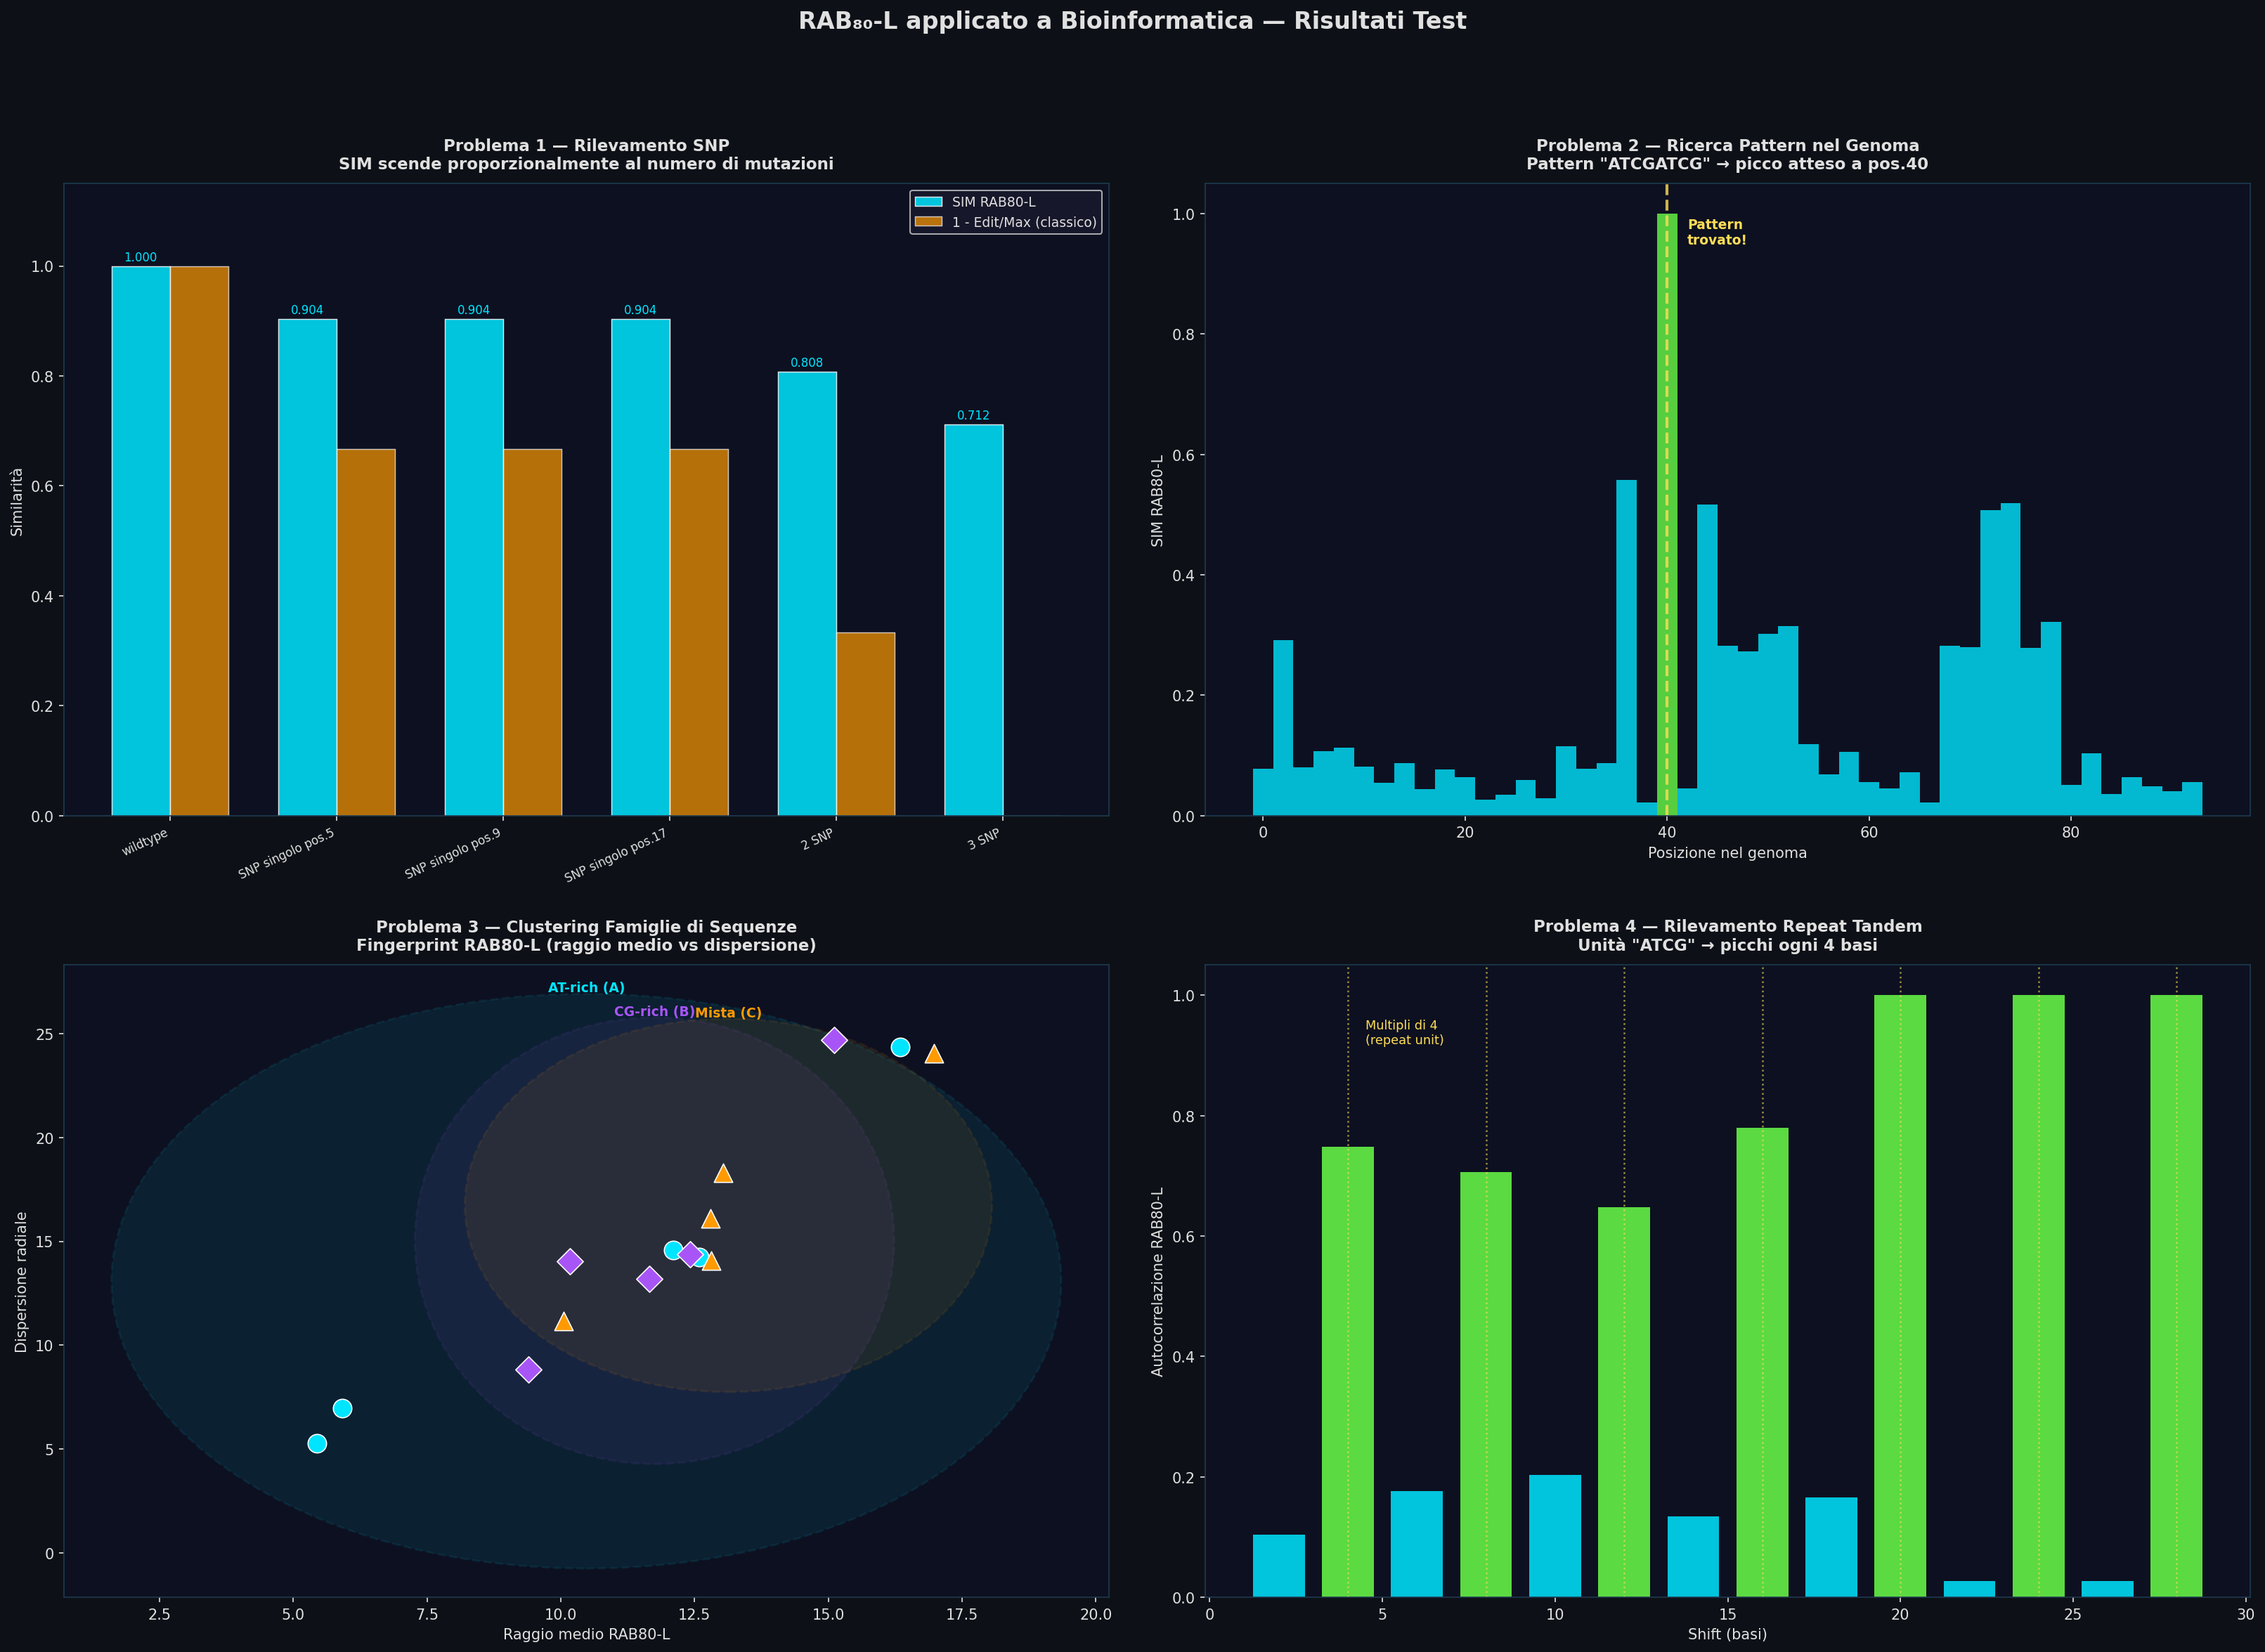 RAB₈₀-L applicato a Bioinformatica — Risultati Test
Problema 1 — Rilevamento SNP
SIM scende proporzionalmente al numero di mutazioni
SIM RAB80-L
1 - Edit/Max (classico)
1.000
0.904
0.904
0.904
0.808
0.712
Similarità
1.0
0.8
0.6
0.4
0.2
0.0
wildtype
SNP singolo pos.5
SNP singolo pos.9
SNP singolo pos.17
2 SNP
3 SNP
Problema 2 — Ricerca Pattern nel Genoma
Pattern "ATCGATCG" → picco atteso a pos.40
Pattern
trovato!
SIM RAB80-L
1.0
0.8
0.6
0.4
0.2
0.0
0
20
40
60
80
Posizione nel genoma
Problema 3 — Clustering Famiglie di Sequenze
Fingerprint RAB80-L (raggio medio vs dispersione)
AT-rich (A)
CG-rich (B)
Mista (C)
Dispersione radiale
25
20
15
10
5
0
2.5
5.0
7.5
10.0
12.5
15.0
17.5
20.0
Raggio medio RAB80-L
Problema 4 — Rilevamento Repeat Tandem
Unità "ATCG" → picchi ogni 4 basi
Multipli di 4
(repeat unit)
Autocorrelazione RAB80-L
1.0
0.8
0.6
0.4
0.2
0.0
0
5
10
15
20
25
30
Shift (basi)